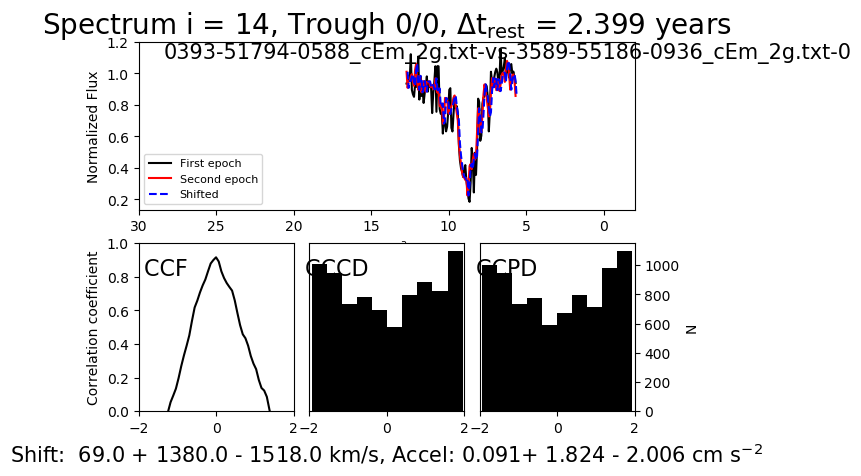 Spectrum i = 14, Trough 0/0, Δt_rest = 2.399 years
0393-51794-0588_cEm_2g.txt-vs-3589-55186-0936_cEm_2g.txt-0
1.2
1.0
0.8
0.6
0.4
0.2
Normalized Flux
First epoch
Second epoch
Shifted
30 25 20 15 10 5 0
CCF
CCCD
CCPD
1.0
0.8
0.6
0.4
0.2
0.0
Correlation coefficient
1000
800
600
400
200
0
N
−2 0 2
−2 0 2
−2 0 2
Shift:  69.0 + 1380.0 - 1518.0 km/s, Accel: 0.091+ 1.824 - 2.006 cm s⁻²